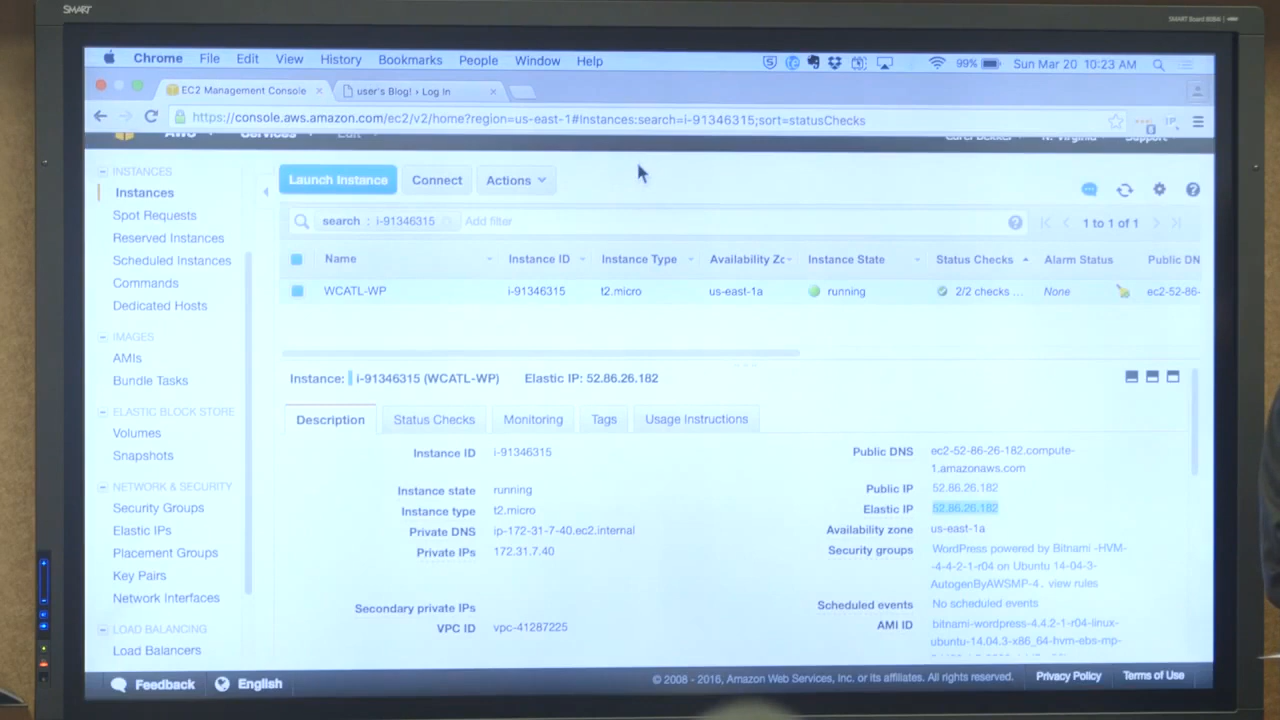 SMART
SMART Board 8084i
Chrome File Edit View History Bookmarks People Window Help 99% Sun Mar 20 10:23 AM
EC2 Management Console × user's Blog! › Log In ×
https://console.aws.amazon.com/ec2/v2/home?region=us-east-1#Instances:search=i-91346315;sort=statusChecks
AWS Services Edit N. Virginia Support
INSTANCES
Instances
Spot Requests
Reserved Instances
Scheduled Instances
Commands
Dedicated Hosts
IMAGES
AMIs
Bundle Tasks
ELASTIC BLOCK STORE
Volumes
Snapshots
NETWORK & SECURITY
Security Groups
Elastic IPs
Placement Groups
Key Pairs
Network Interfaces
LOAD BALANCING
Load Balancers
Launch Instance Connect Actions
search : i-91346315 Add filter 1 to 1 of 1
Name Instance ID Instance Type Availability Zc Instance State Status Checks Alarm Status Public DN
WCATL-WP i-91346315 t2.micro us-east-1a running 2/2 checks ... None ec2-52-86-
Instance: i-91346315 (WCATL-WP) Elastic IP: 52.86.26.182
Description Status Checks Monitoring Tags Usage Instructions
Instance ID i-91346315
Instance state running
Instance type t2.micro
Private DNS ip-172-31-7-40.ec2.internal
Private IPs 172.31.7.40
Secondary private IPs
VPC ID vpc-41287225
Public DNS ec2-52-86-26-182.compute-
1.amazonaws.com
Public IP 52.86.26.182
Elastic IP 52.86.26.182
Availability zone us-east-1a
Security groups WordPress powered by Bitnami -HVM-
-4-4-2-1-r04 on Ubuntu 14-04-3-
AutogenByAWSMP-4. view rules
Scheduled events No scheduled events
AMI ID bitnami-wordpress-4.4.2-1-r04-linux-
ubuntu-14.04.3-x86_64-hvm-ebs-mp-
Feedback English © 2008 - 2016, Amazon Web Services, Inc. or its affiliates. All rights reserved. Privacy Policy Terms of Use